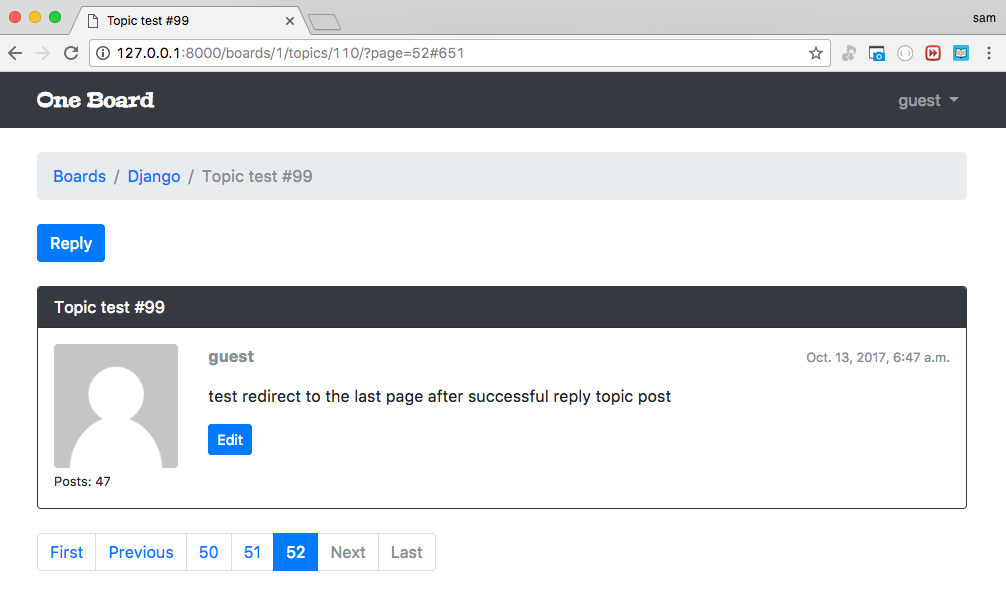 Topic test #99
sam
127.0.0.1:8000/boards/1/topics/110/?page=52#651
One Board
guest
Boards / Django / Topic test #99
Reply
Topic test #99
guest
Oct. 13, 2017, 6:47 a.m.
test redirect to the last page after successful reply topic post
Edit
Posts: 47
First Previous 50 51 52 Next Last